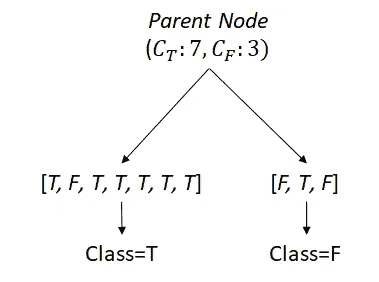 Parent Node
(C_T: 7, C_F: 3)
[T, F, T, T, T, T, T] [F, T, F]
Class=T Class=F